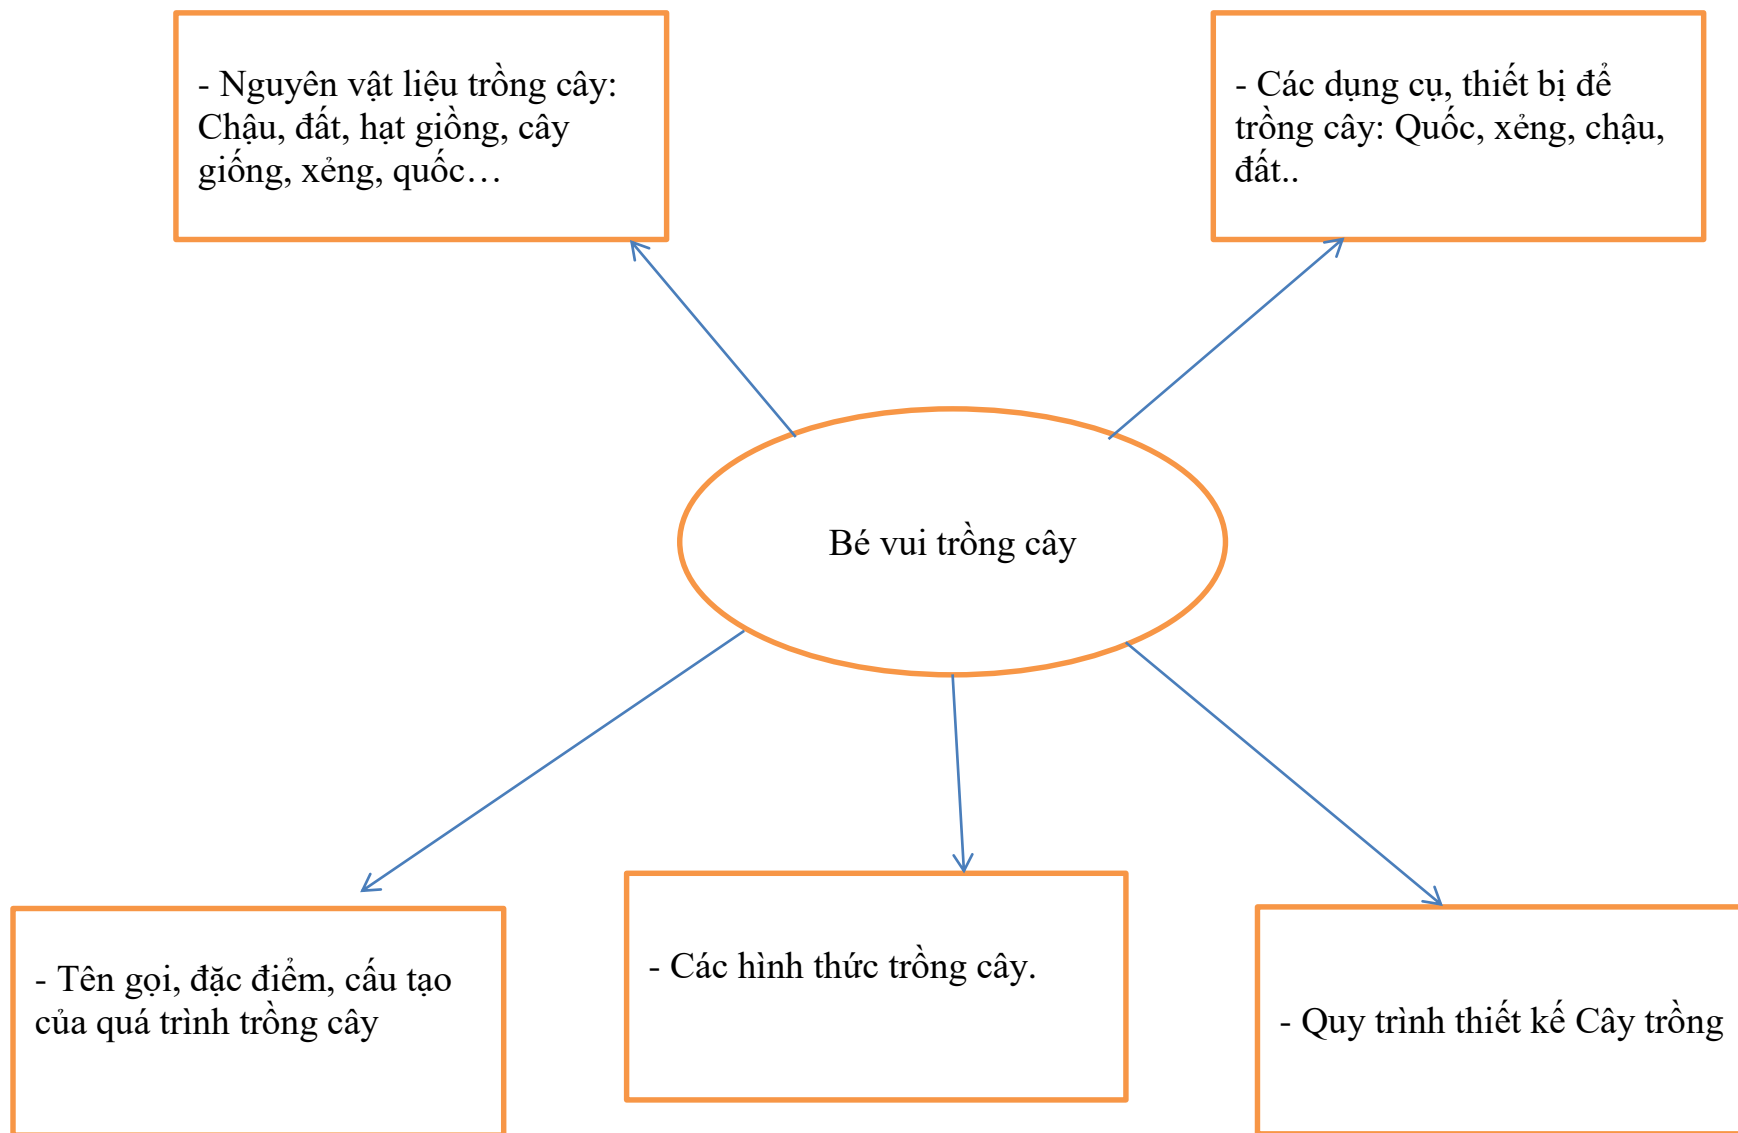 - Nguyên vật liệu trồng cây:
Chậu, đất, hạt giồng, cây
giống, xẻng, quốc…
- Các dụng cụ, thiết bị để
trồng cây: Quốc, xẻng, chậu,
đất..
Bé vui trồng cây
- Tên gọi, đặc điểm, cấu tạo
của quá trình trồng cây
- Các hình thức trồng cây.
- Quy trình thiết kế Cây trồng